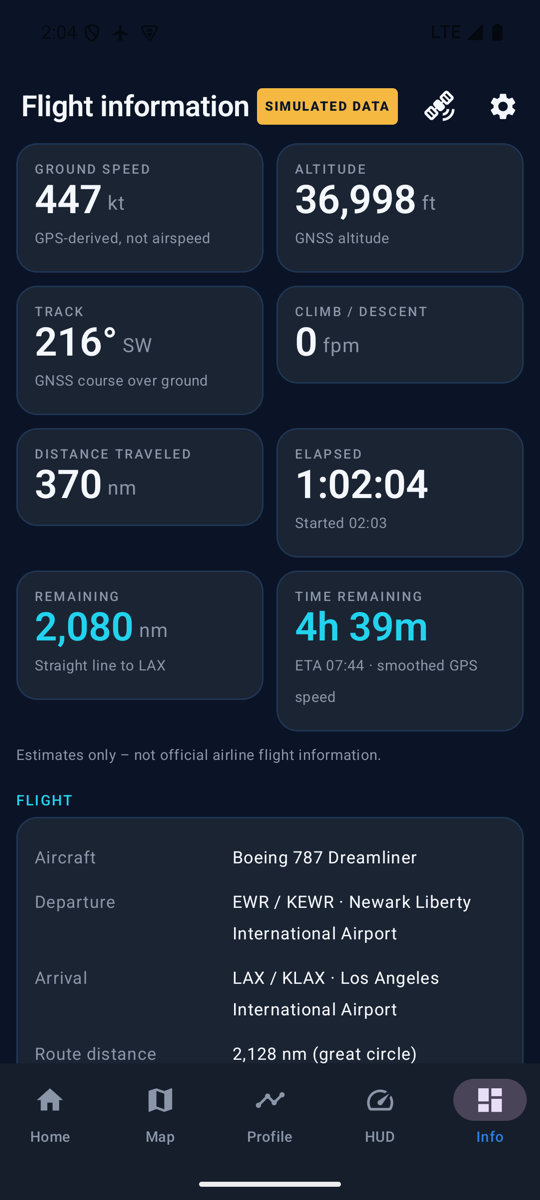 2:04
LTE
Flight information
SIMULATED DATA
GROUND SPEED
447 kt
GPS-derived, not airspeed
ALTITUDE
36,998 ft
GNSS altitude
TRACK
216° SW
GNSS course over ground
CLIMB / DESCENT
0 fpm
DISTANCE TRAVELED
370 nm
ELAPSED
1:02:04
Started 02:03
REMAINING
2,080 nm
Straight line to LAX
TIME REMAINING
4h 39m
ETA 07:44 · smoothed GPS
speed
Estimates only – not official airline flight information.
FLIGHT
Aircraft
Boeing 787 Dreamliner
Departure
EWR / KEWR · Newark Liberty
International Airport
Arrival
LAX / KLAX · Los Angeles
International Airport
Route distance
2,128 nm (great circle)
Home
Map
Profile
HUD
Info